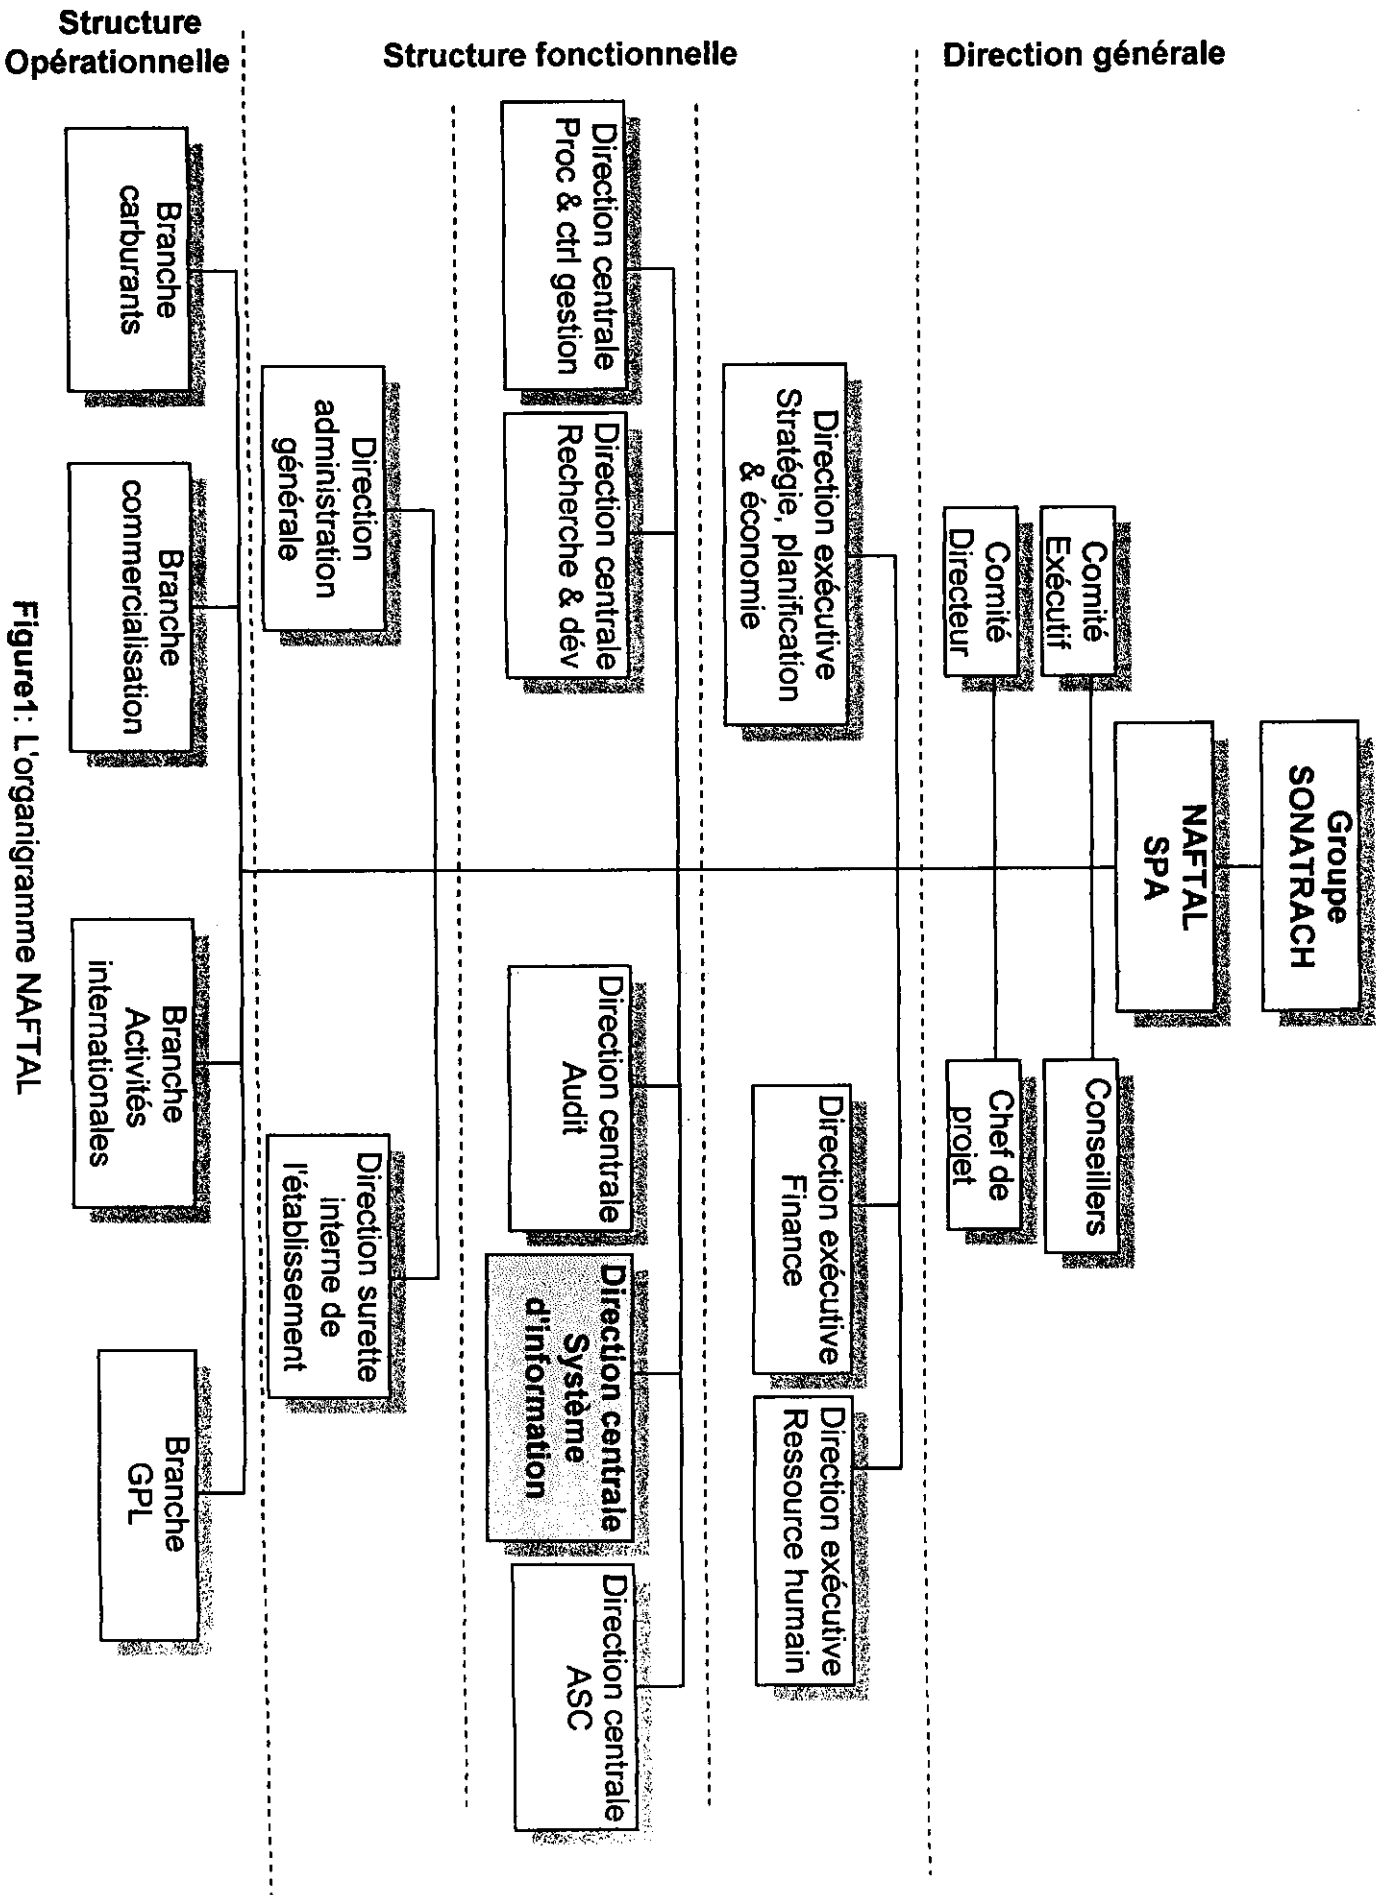 Direction générale
Groupe
SONATRACH
NAFTAL
SPA
Comité
Exécutif
Conseillers
Comité
Directeur
Chef de
projet
Structure fonctionnelle
Direction exécutive
Stratégie, planification
& économie
Direction exécutive
Finance
Direction exécutive
Ressource humain
Direction centrale
Proc & ctrl gestion
Direction centrale
Recherche & dév
Direction centrale
Audit
Direction centrale
Système
d'information
Direction centrale
ASC
Direction
administration
générale
Direction surette
interne de
l'établissement
Structure
Opérationnelle
Branche
carburants
Branche
commercialisation
Branche
Activités
internationales
Branche
GPL
Figure1: L'organigramme NAFTAL